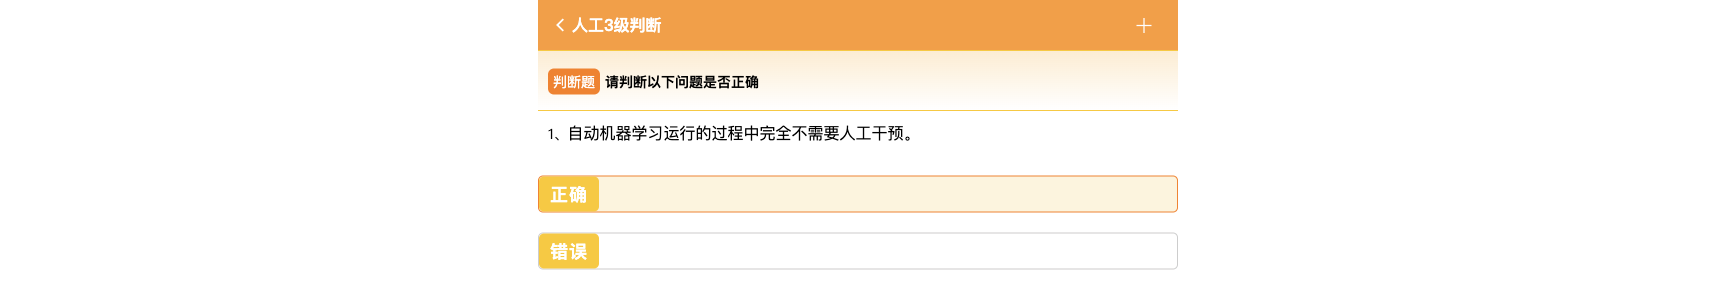 人工3级判断
判断题 请判断以下问题是否正确
1、自动机器学习运行的过程中完全不需要人工干预。
正确
错误